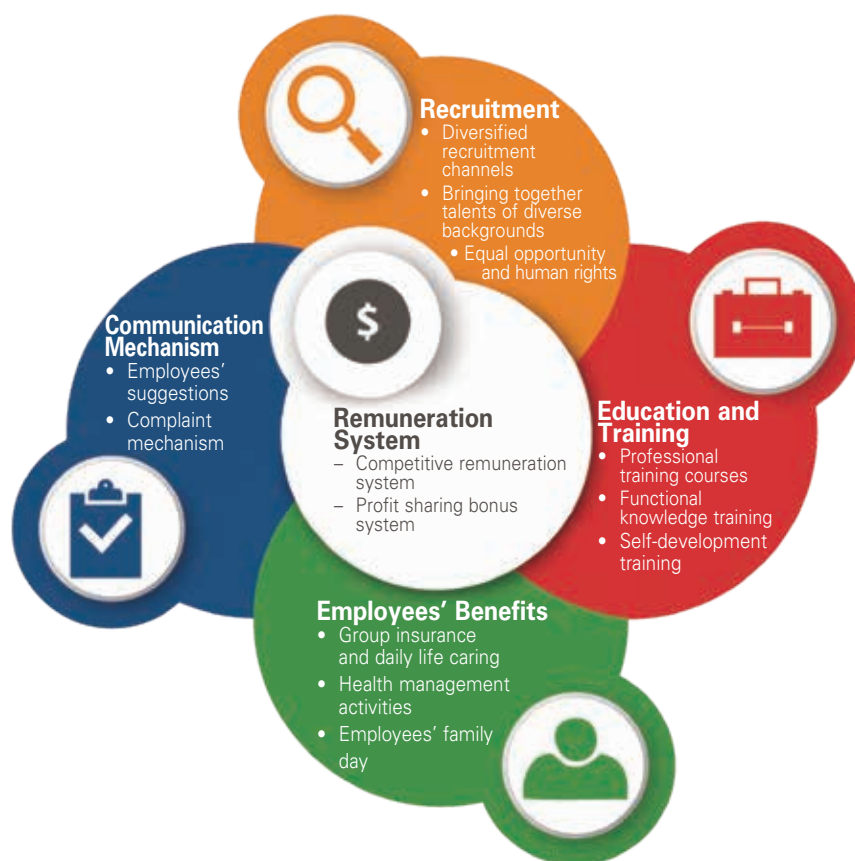 Recruitment
• Diversified
recruitment
channels
• Bringing together
talents of diverse
backgrounds
• Equal opportunity
and human rights
Communication
Mechanism
• Employees’
suggestions
• Complaint
mechanism
$
Remuneration
System
– Competitive remuneration
system
– Profit sharing bonus
system
Education and
Training
• Professional
training courses
• Functional
knowledge training
• Self-development
training
Employees’ Benefits
• Group insurance
and daily life caring
• Health management
activities
• Employees’ family
day